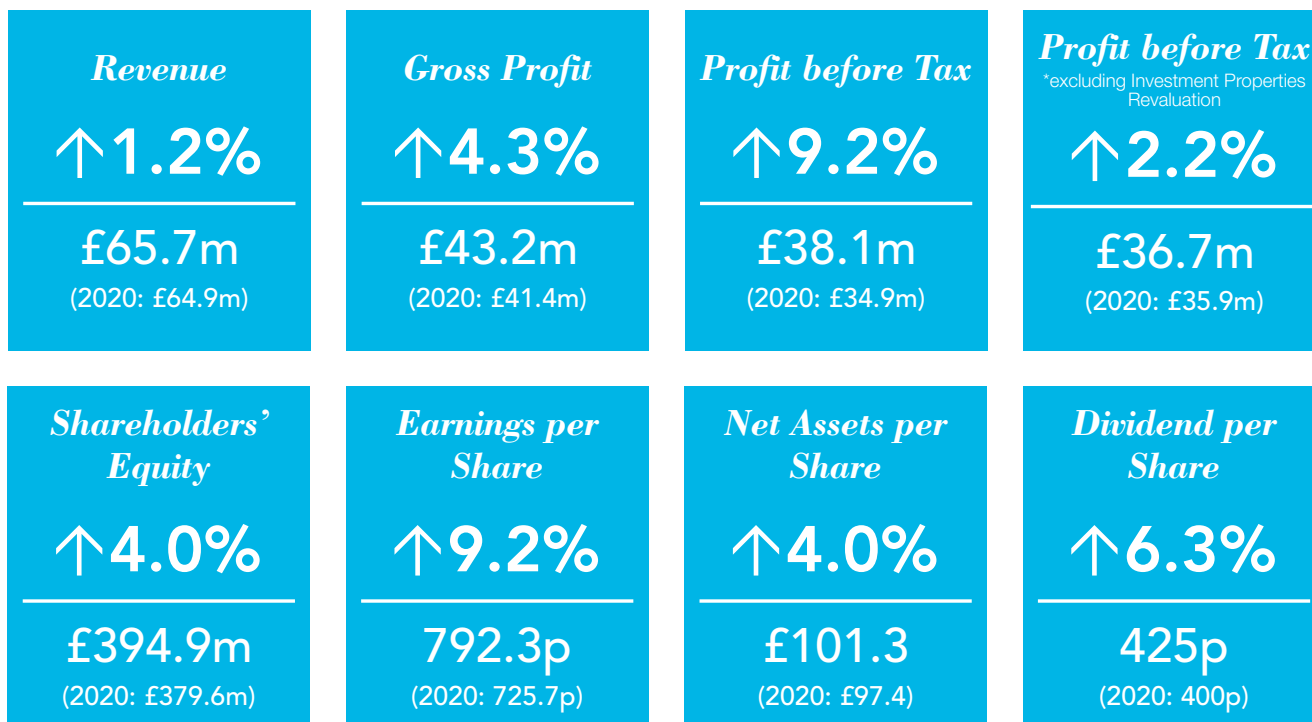 Revenue
↑1.2%
£65.7m
(2020: £64.9m)
Gross Profit
↑4.3%
£43.2m
(2020: £41.4m)
Profit before Tax
↑9.2%
£38.1m
(2020: £34.9m)
Profit before Tax
*excluding Investment Properties
Revaluation
↑2.2%
£36.7m
(2020: £35.9m)
Shareholders’
Equity
↑4.0%
£394.9m
(2020: £379.6m)
Earnings per
Share
↑9.2%
792.3p
(2020: 725.7p)
Net Assets per
Share
↑4.0%
£101.3
(2020: £97.4)
Dividend per
Share
↑6.3%
425p
(2020: 400p)